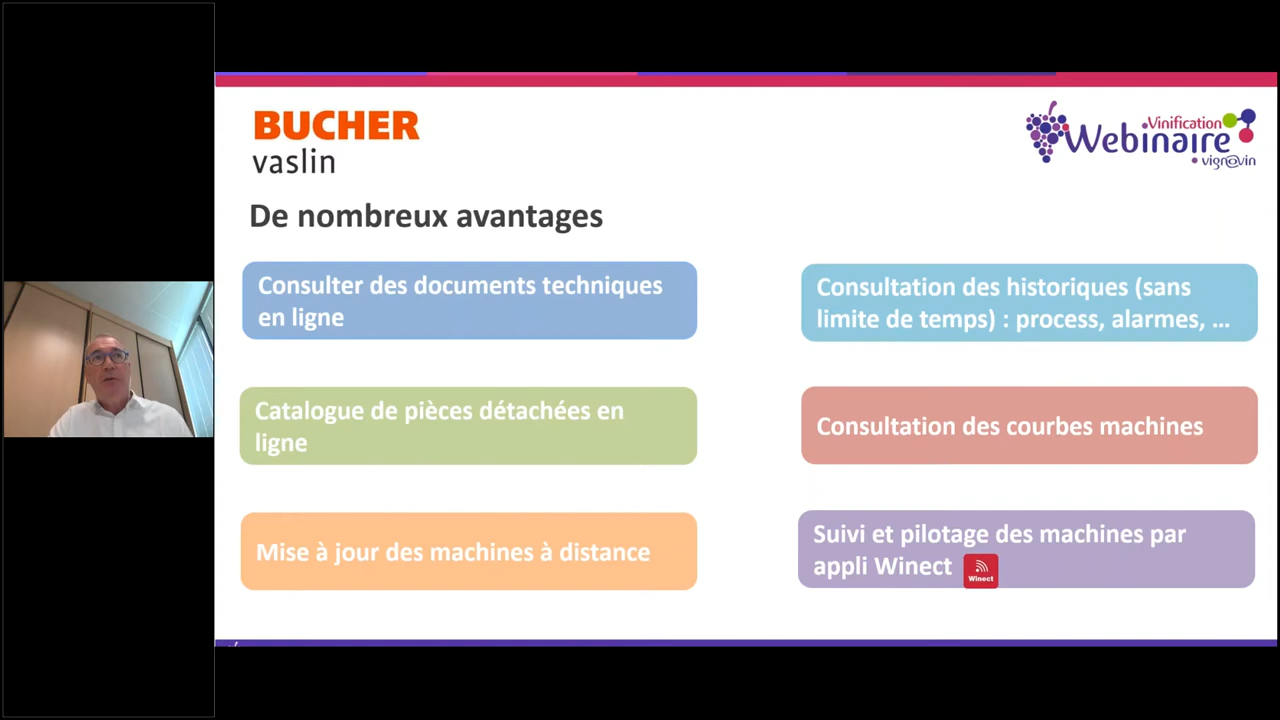 BUCHER
vaslin
Vinification
Webinaire
vign@vin
De nombreux avantages
Consulter des documents techniques
en ligne
Consultation des historiques (sans
limite de temps) : process, alarmes, ...
Catalogue de pièces détachées en
ligne
Consultation des courbes machines
Mise à jour des machines à distance
Suivi et pilotage des machines par
appli Winect
Winect